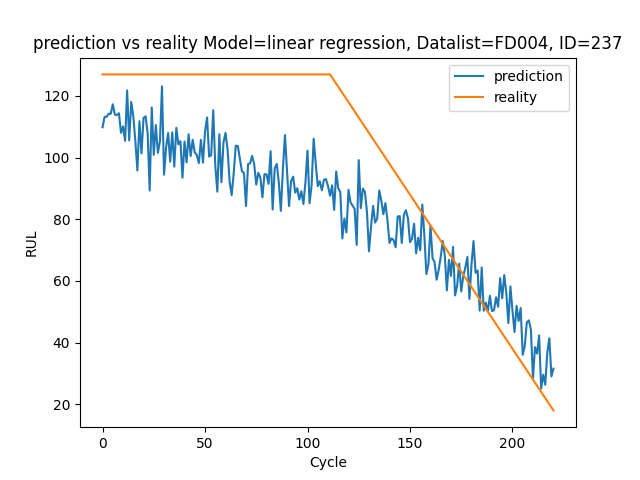 prediction vs reality Model=linear regression, Datalist=FD004, ID=237
prediction
reality
RUL
120
100
80
60
40
20
0
50
100
150
200
Cycle